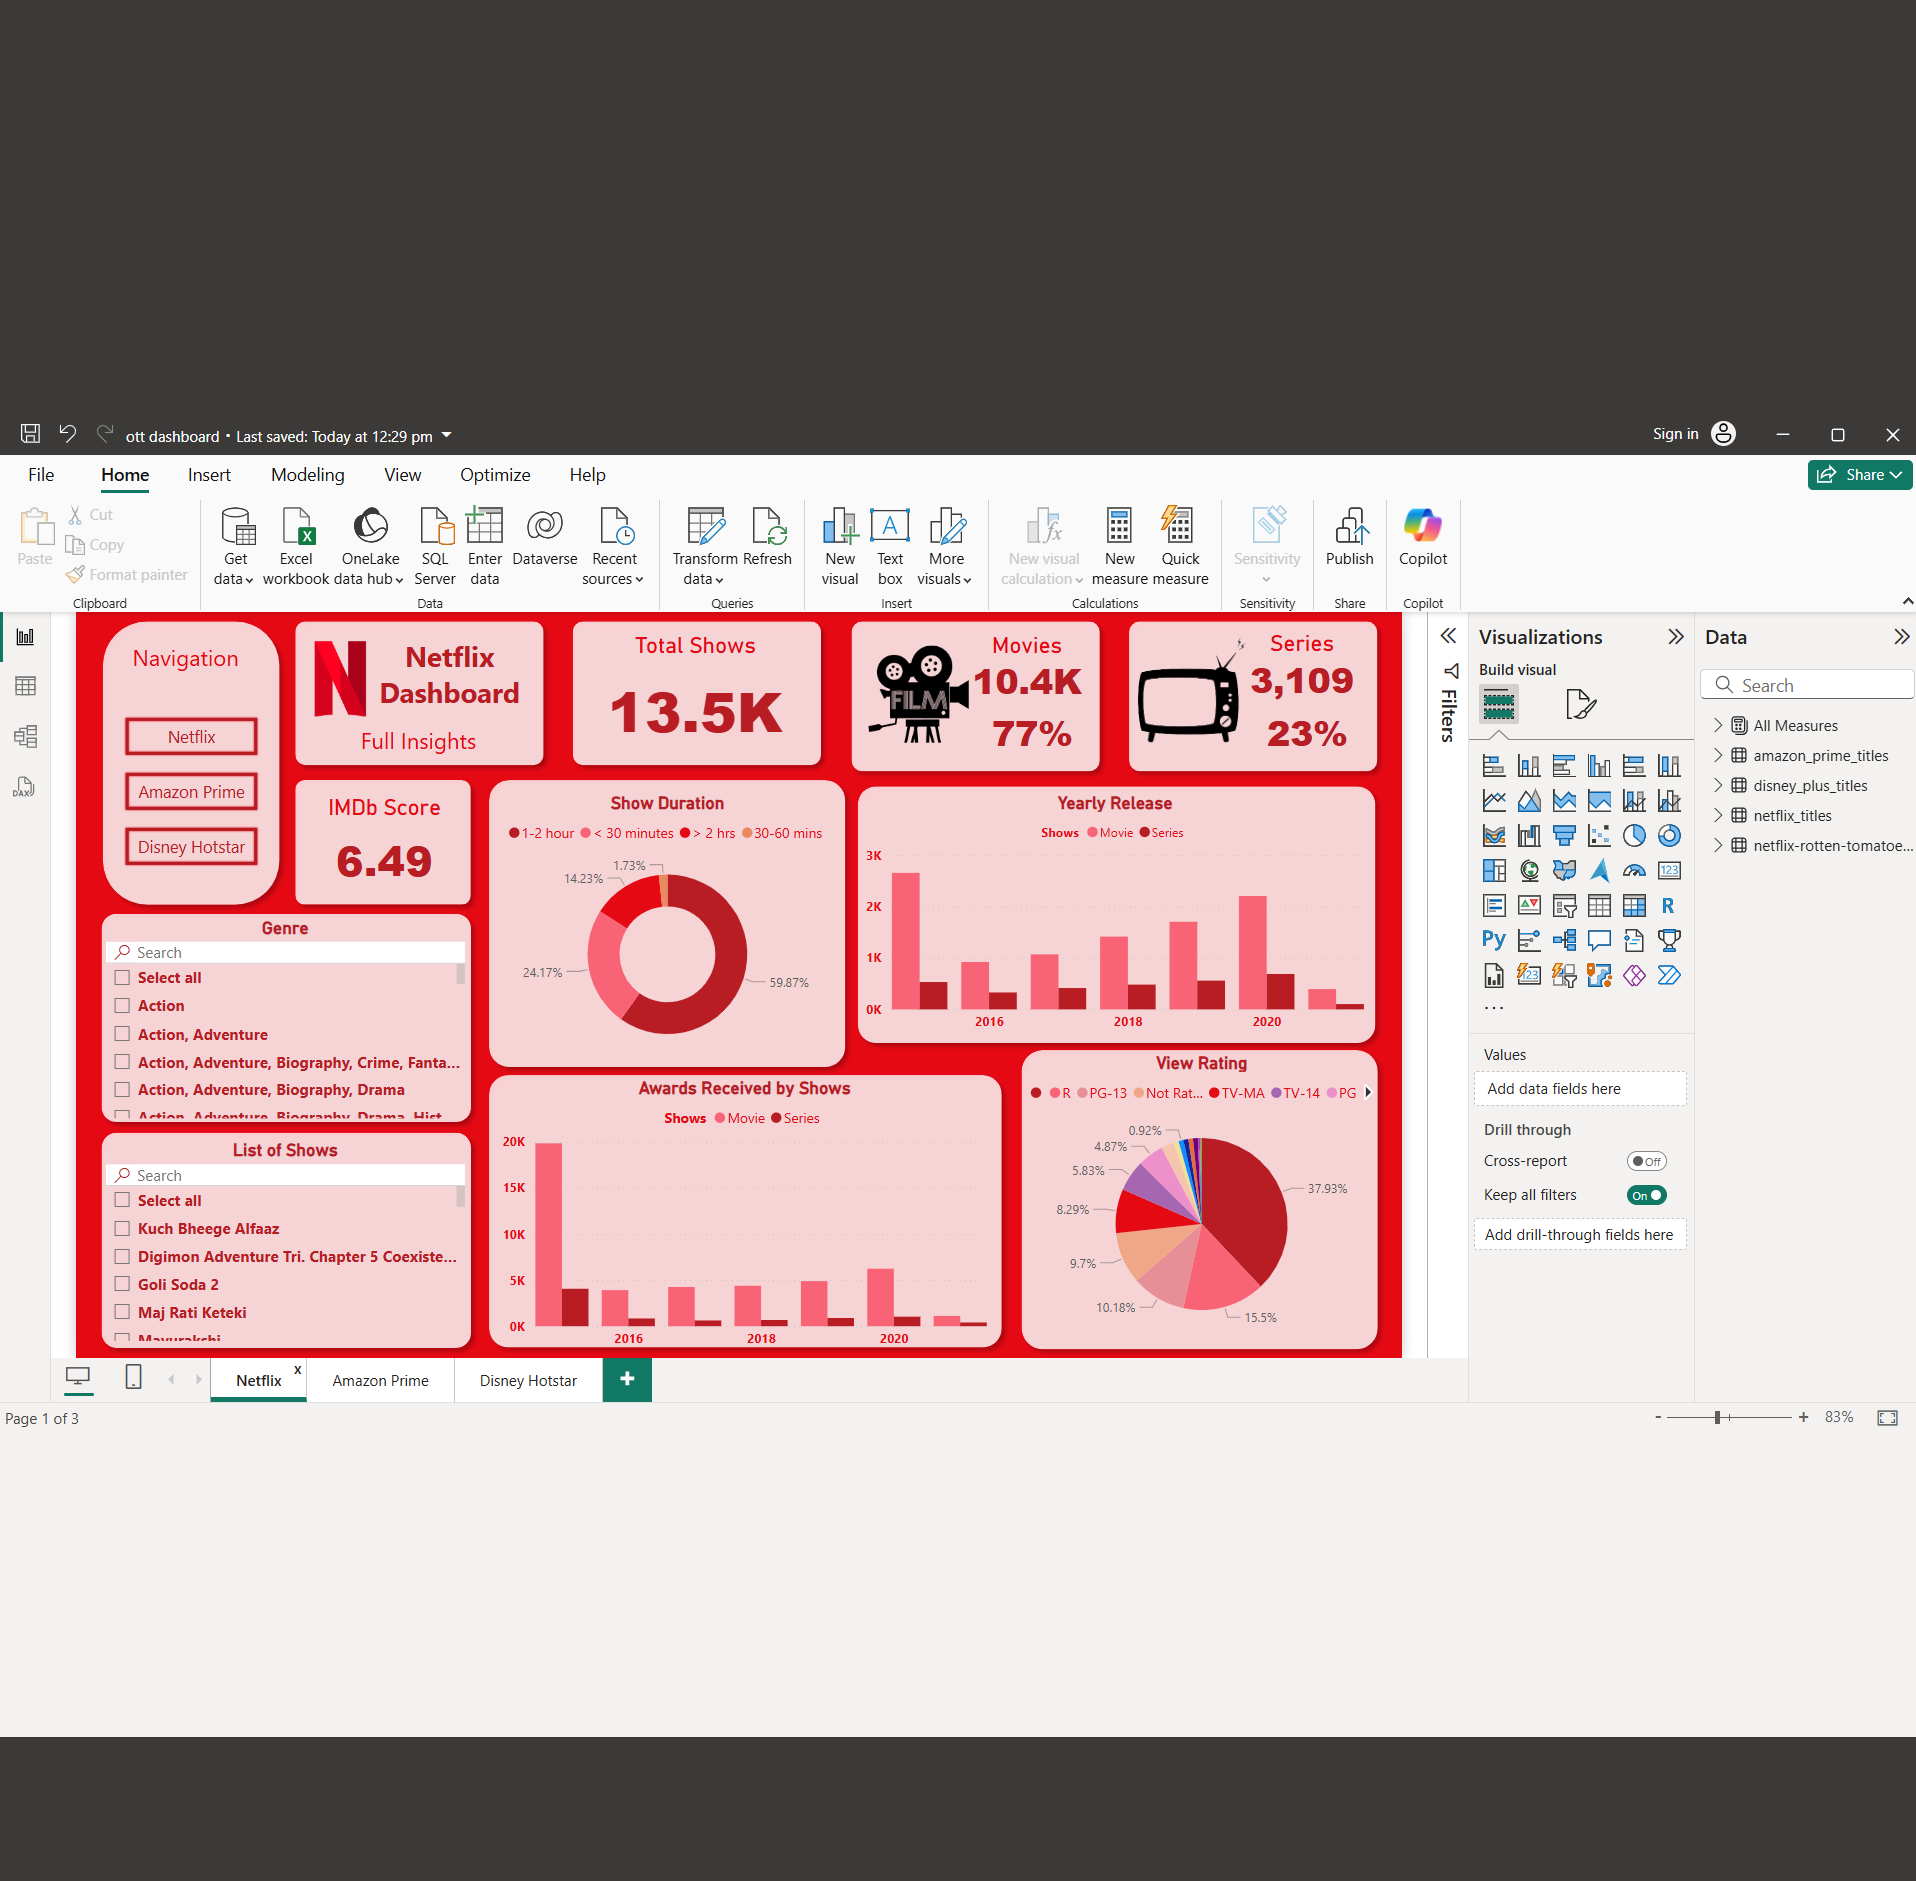 ott dashboard • Last saved: Today at 12:29 pm
Sign in
File Home Insert Modeling View Optimize Help
Share
Paste
Cut
Copy
Format painter
Clipboard
Get data
Excel workbook
OneLake data hub
SQL Server
Enter data
Dataverse
Recent sources
Data
Transform data
Refresh
Queries
New visual
Text box
More visuals
Insert
New visual calculation
New measure
Quick measure
Calculations
Sensitivity
Sensitivity
Publish
Share
Copilot
Copilot
Navigation
Netflix
Amazon Prime
Disney Hotstar
Netflix
Dashboard
Full Insights
Total Shows
13.5K
FILM
Movies
10.4K
77%
Series
3,109
23%
IMDb Score
6.49
Show Duration
1-2 hour < 30 minutes > 2 hrs 30-60 mins
1.73%
14.23%
24.17%
59.87%
Yearly Release
Shows Movie Series
3K
2K
1K
0K
2016 2018 2020
Genre
Search
Select all
Action
Action, Adventure
Action, Adventure, Biography, Crime, Fanta...
Action, Adventure, Biography, Drama
Action, Adventure, Biography, Drama, Hist
List of Shows
Search
Select all
Kuch Bheege Alfaaz
Digimon Adventure Tri. Chapter 5 Coexiste...
Goli Soda 2
Maj Rati Keteki
Mayurakshi
Awards Received by Shows
Shows Movie Series
20K
15K
10K
5K
0K
2016 2018 2020
View Rating
R PG-13 Not Rat... TV-MA TV-14 PG
0.92%
4.87%
5.83%
8.29%
9.7%
10.18%
15.5%
37.93%
Filters
Visualizations
Build visual
123
R
Py
123
...
Values
Add data fields here
Drill through
Cross-report
Off
Keep all filters
On
Add drill-through fields here
Data
Search
All Measures
amazon_prime_titles
disney_plus_titles
netflix_titles
netflix-rotten-tomatoe...
DAX
Netflix x
Amazon Prime
Disney Hotstar
+
Page 1 of 3
- + 83%